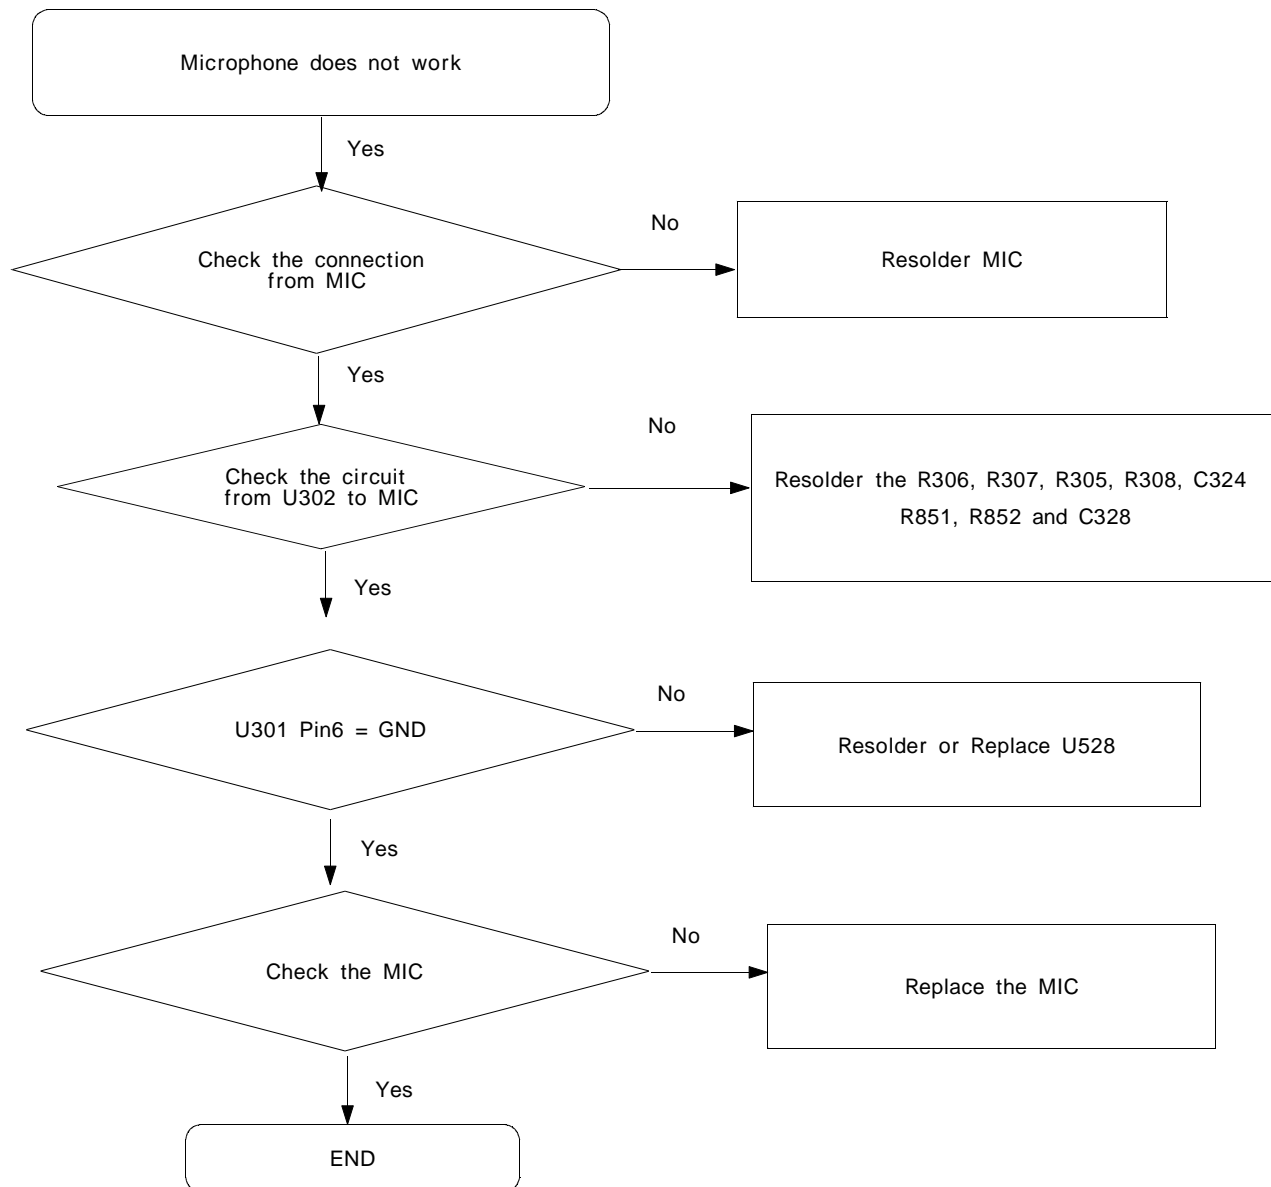 Microphone does not work
Yes
No
Check the connection
from MIC
Resolder MIC
Yes
No
Check the circuit
from U302 to MIC
Resolder the R306, R307, R305, R308, C324
R851, R852 and C328
Yes
No
U301 Pin6 = GND
Resolder or Replace U528
Yes
No
Check the MIC
Replace the MIC
Yes
END